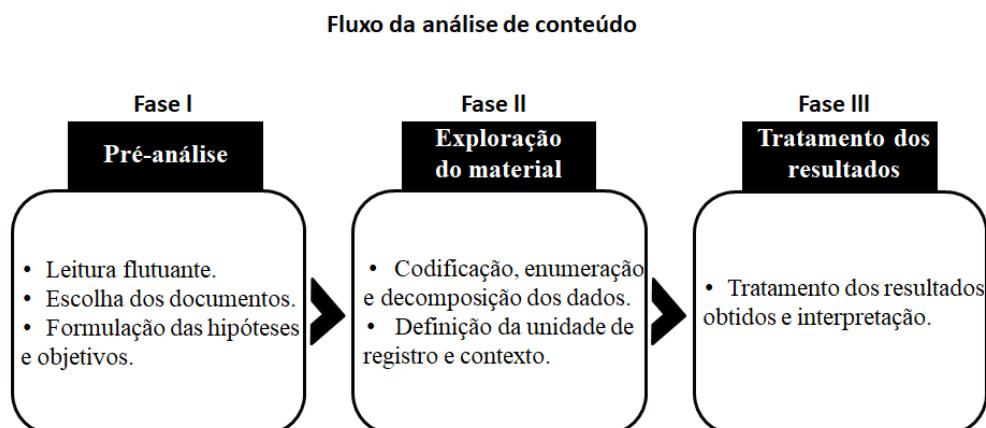 Fluxo da análise de conteúdo
Fase I
Pré-análise
• Leitura flutuante.
• Escolha dos documentos.
• Formulação das hipóteses
e objetivos.
Fase II
Exploração
do material
• Codificação, enumeração
e decomposição dos dados.
• Definição da unidade de
registro e contexto.
Fase III
Tratamento dos
resultados
• Tratamento dos resultados
obtidos e interpretação.